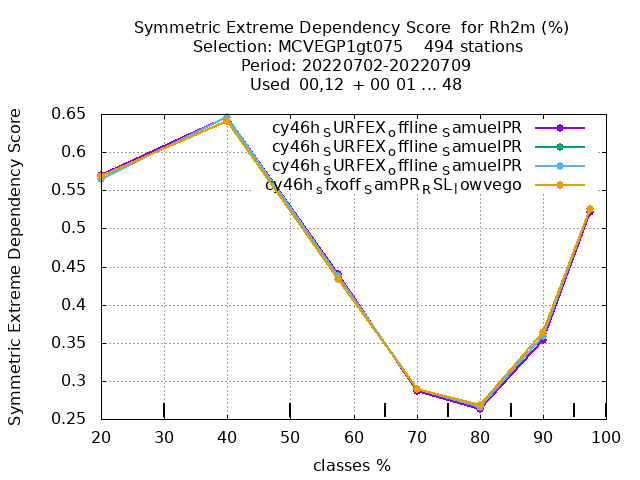 Symmetric Extreme Dependency Score  for Rh2m (%)
Selection: MCVEGP1gt075    494 stations
Period: 20220702-20220709
Used  00,12  + 00 01 ... 48
Symmetric Extreme Dependency Score
0.65
0.6
0.55
0.5
0.45
0.4
0.35
0.3
0.25
cy46h_SURFEX_offline_SamuelPR
cy46h_SURFEX_offline_SamuelPR
cy46h_SURFEX_offline_SamuelPR
cy46h_sfxoff_SamPR_RSL_lowvego
20 30 40 50 60 70 80 90 100
classes %